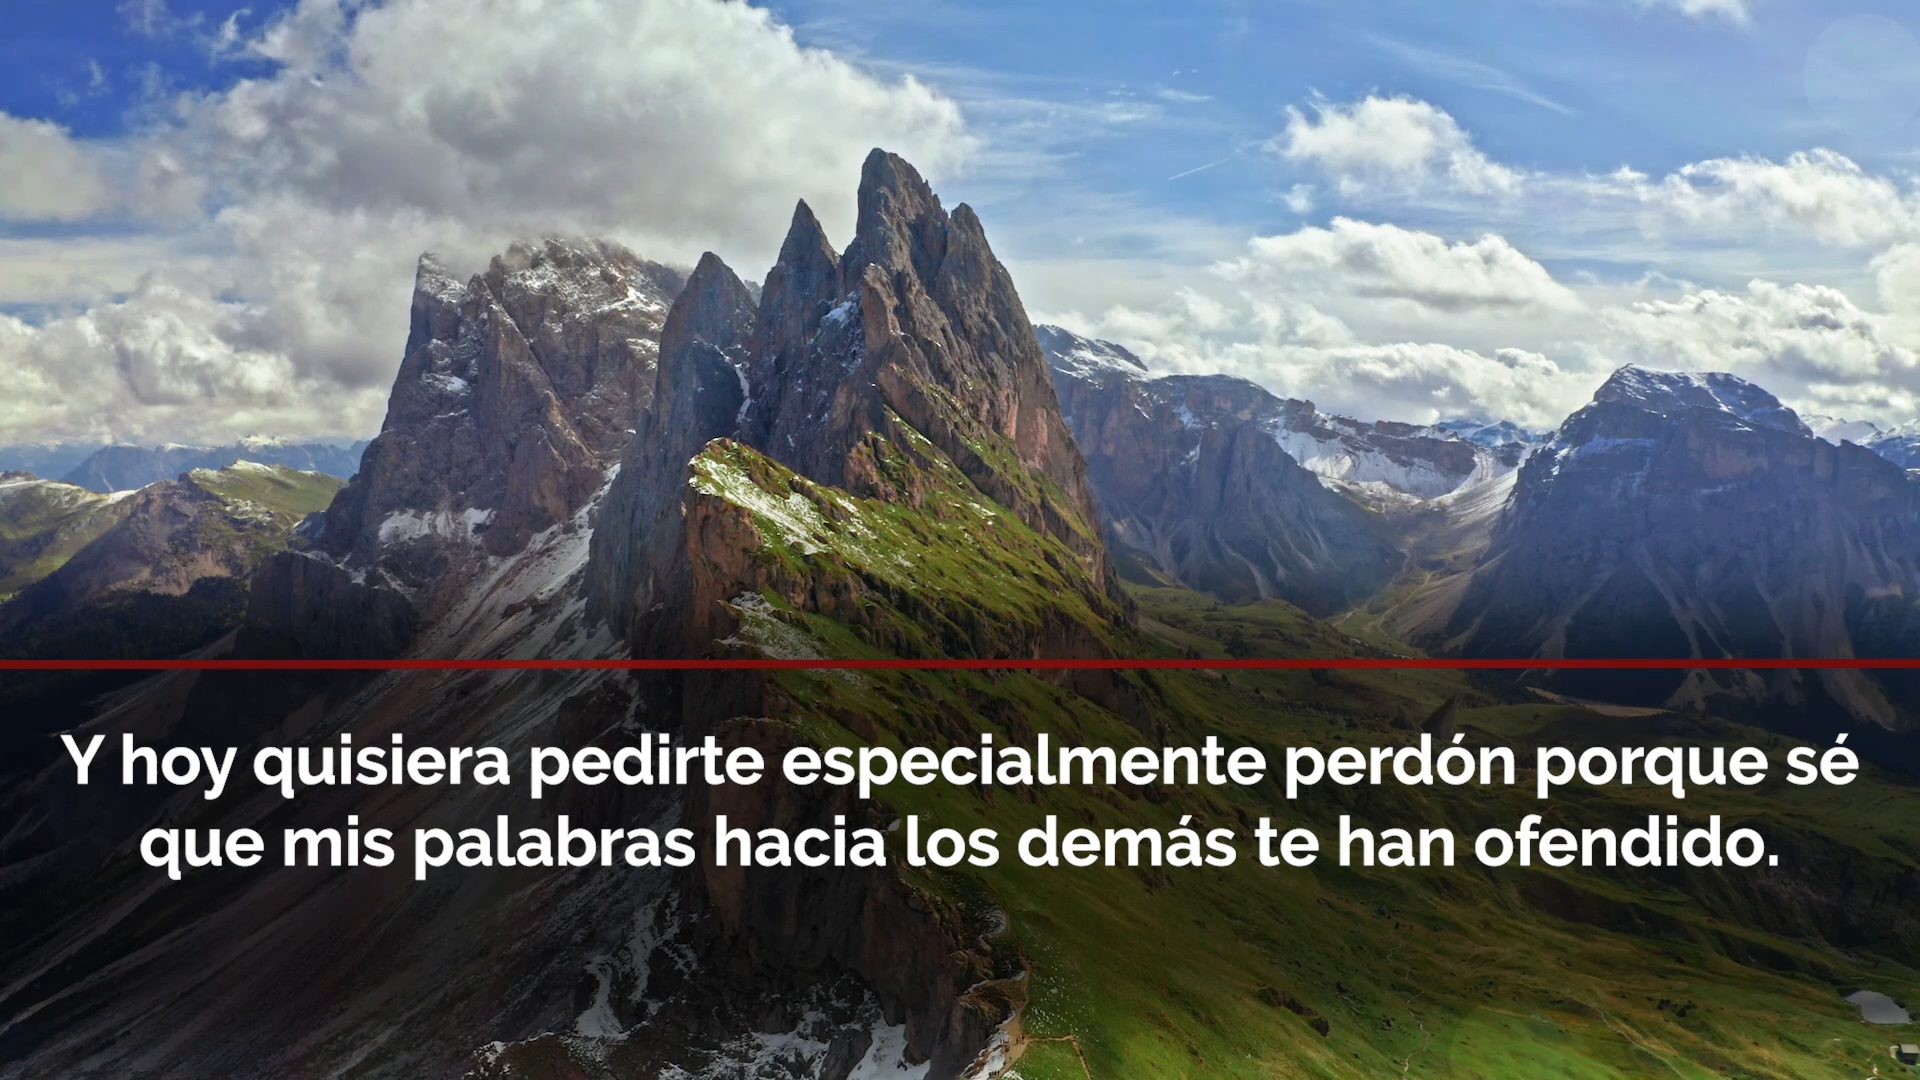 Y hoy quisiera pedirte especialmente perdón porque sé
que mis palabras hacia los demás te han ofendido.